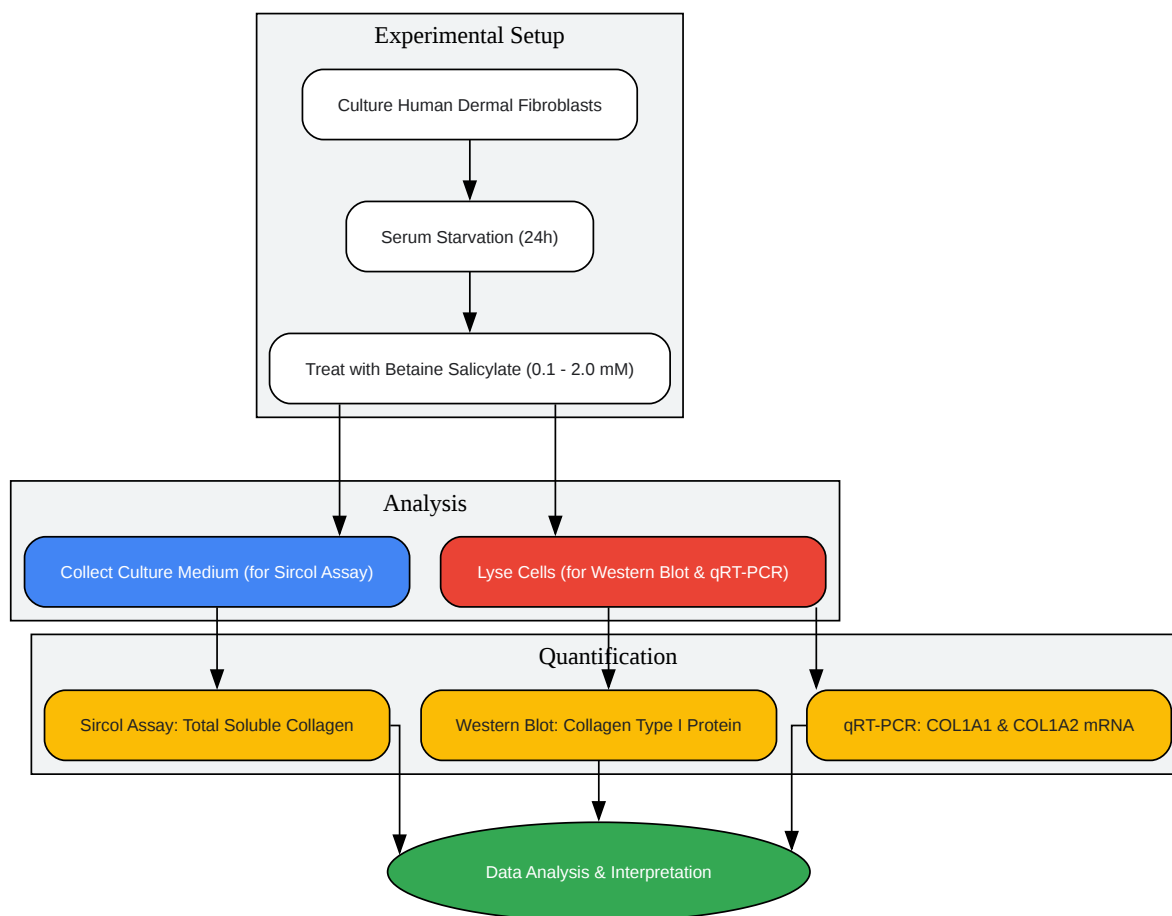 Experimental Setup
Culture Human Dermal Fibroblasts
Serum Starvation (24h)
Treat with Betaine Salicylate (0.1 - 2.0 mM)
Analysis
Collect Culture Medium (for Sircol Assay)
Lyse Cells (for Western Blot & qRT-PCR)
Quantification
Sircol Assay: Total Soluble Collagen
Western Blot: Collagen Type I Protein
qRT-PCR: COL1A1 & COL1A2 mRNA
Data Analysis & Interpretation